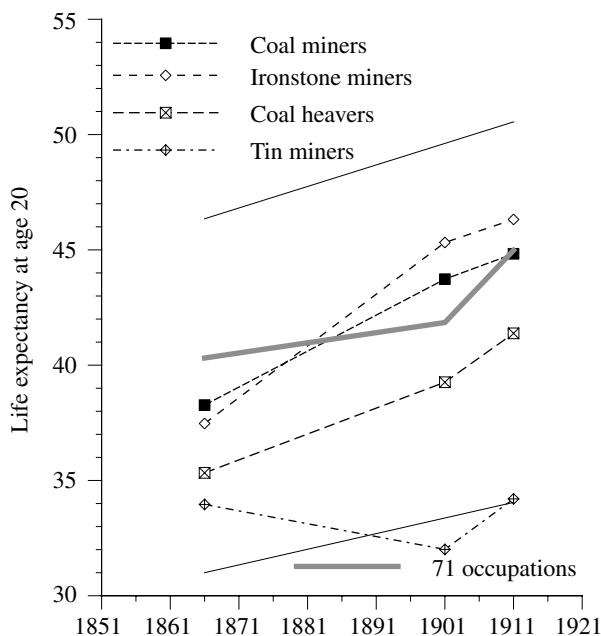 55
Coal miners
Ironstone miners
Coal heavers
Tin miners
50
45
40
35
30
Life expectancy at age 20
71 occupations
1851 1861 1871 1881 1891 1901 1911 1921